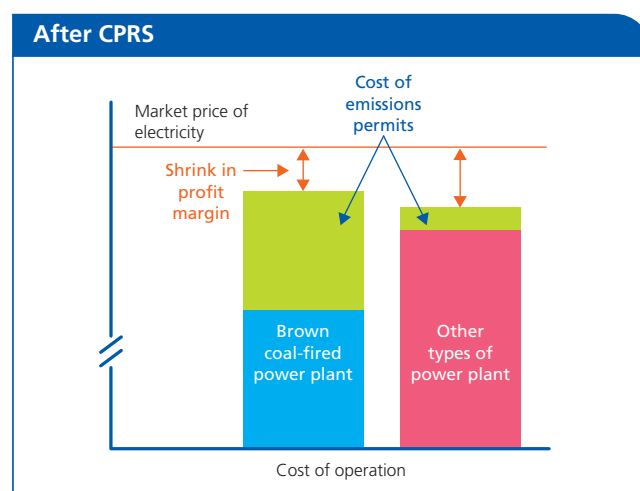 After CPRS
Market price of
electricity
Cost of
emissions
permits
Shrink in
profit
margin
Brown
coal-fired
power plant
Other
types of
power plant
Cost of operation